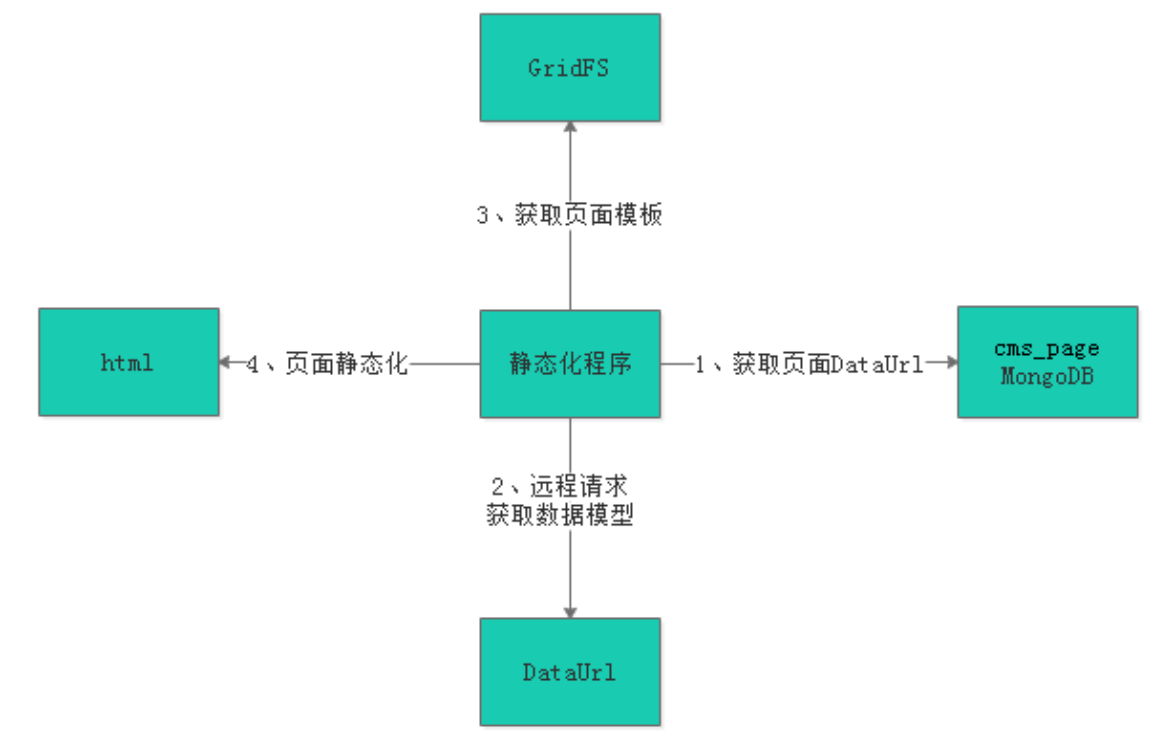 GridFS
3、获取页面模板
html
4、页面静态化
静态化程序
1、获取页面DataUrl
cms_page
MongoDB
2、远程请求
获取数据模型
DataUrl